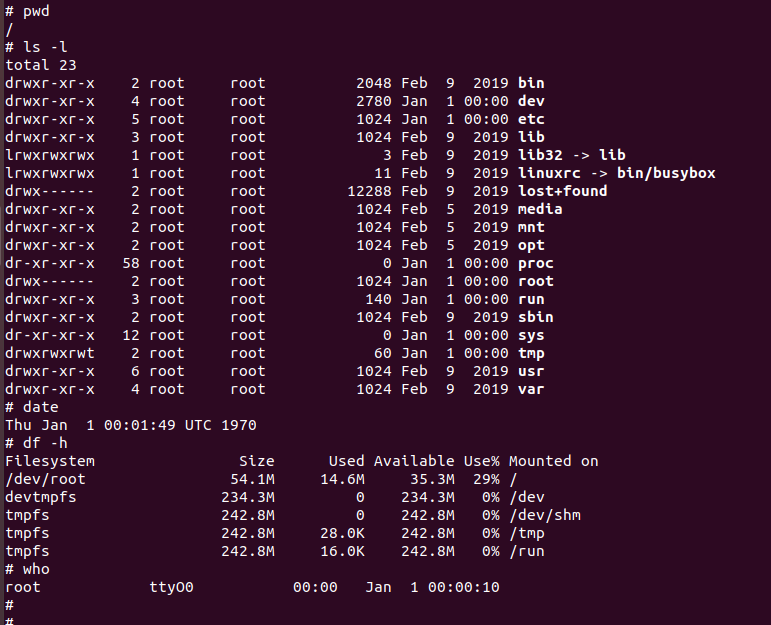 # pwd
/
# ls -l
total 23
drwxr-xr-x    2 root     root          2048 Feb  9  2019 bin
drwxr-xr-x    4 root     root          2780 Jan  1 00:00 dev
drwxr-xr-x    5 root     root          1024 Jan  1 00:00 etc
drwxr-xr-x    3 root     root          1024 Feb  9  2019 lib
lrwxrwxrwx    1 root     root             3 Feb  9  2019 lib32 -> lib
lrwxrwxrwx    1 root     root            11 Feb  9  2019 linuxrc -> bin/busybox
drwx------    2 root     root         12288 Feb  9  2019 lost+found
drwxr-xr-x    2 root     root          1024 Feb  5  2019 media
drwxr-xr-x    2 root     root          1024 Feb  5  2019 mnt
drwxr-xr-x    2 root     root          1024 Feb  5  2019 opt
dr-xr-xr-x   58 root     root             0 Jan  1 00:00 proc
drwx------    2 root     root          1024 Jan  1 00:00 root
drwxr-xr-x    3 root     root           140 Jan  1 00:00 run
drwxr-xr-x    2 root     root          1024 Feb  9  2019 sbin
dr-xr-xr-x   12 root     root             0 Jan  1 00:00 sys
drwxrwxrwt    2 root     root            60 Jan  1 00:00 tmp
drwxr-xr-x    6 root     root          1024 Feb  9  2019 usr
drwxr-xr-x    4 root     root          1024 Feb  9  2019 var
# date
Thu Jan  1 00:01:49 UTC 1970
# df -h
Filesystem                Size      Used Available Use% Mounted on
/dev/root                54.1M     14.6M     35.3M  29% /
devtmpfs                234.3M         0    234.3M   0% /dev
tmpfs                   242.8M         0    242.8M   0% /dev/shm
tmpfs                   242.8M     28.0K    242.8M   0% /tmp
tmpfs                   242.8M     16.0K    242.8M   0% /run
# who
root            ttyO0           00:00   Jan  1 00:00:10
#
#